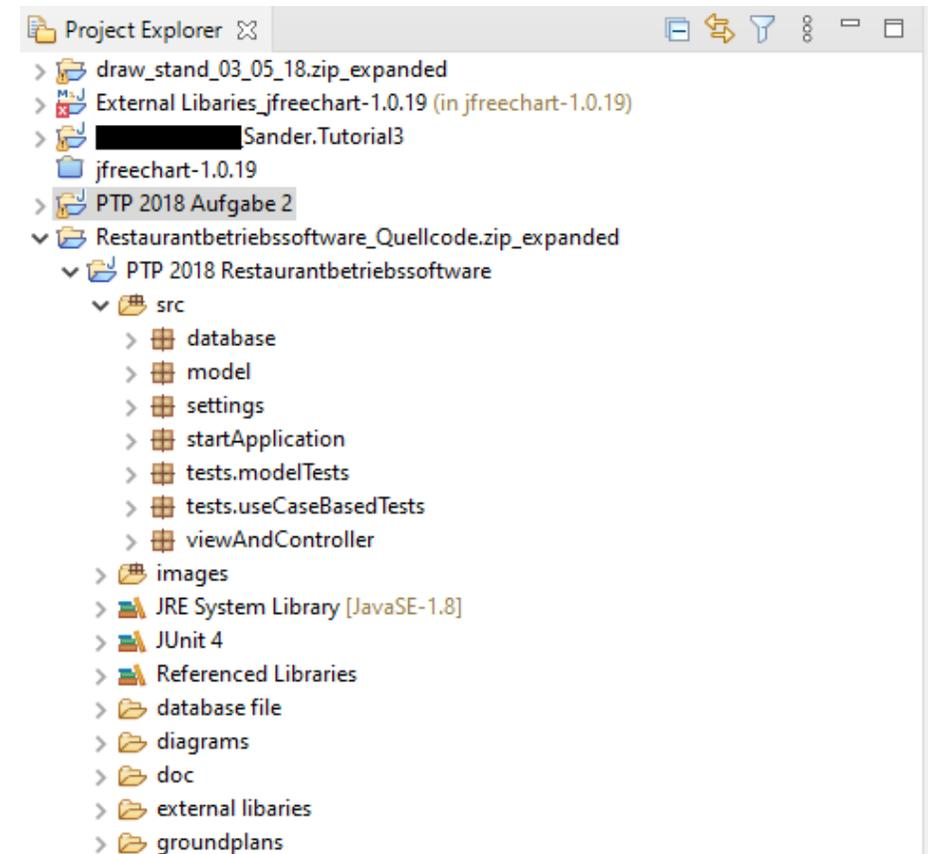 Project Explorer
draw_stand_03_05_18.zip_expanded
External Libaries_jfreechart-1.0.19 (in jfreechart-1.0.19)
Sander.Tutorial3
jfreechart-1.0.19
PTP 2018 Aufgabe 2
Restaurantbetriebssoftware_Quellcode.zip_expanded
PTP 2018 Restaurantbetriebssoftware
src
database
model
settings
startApplication
tests.modelTests
tests.useCaseBasedTests
viewAndController
images
JRE System Library [JavaSE-1.8]
JUnit 4
Referenced Libraries
database file
diagrams
doc
external libaries
groundplans